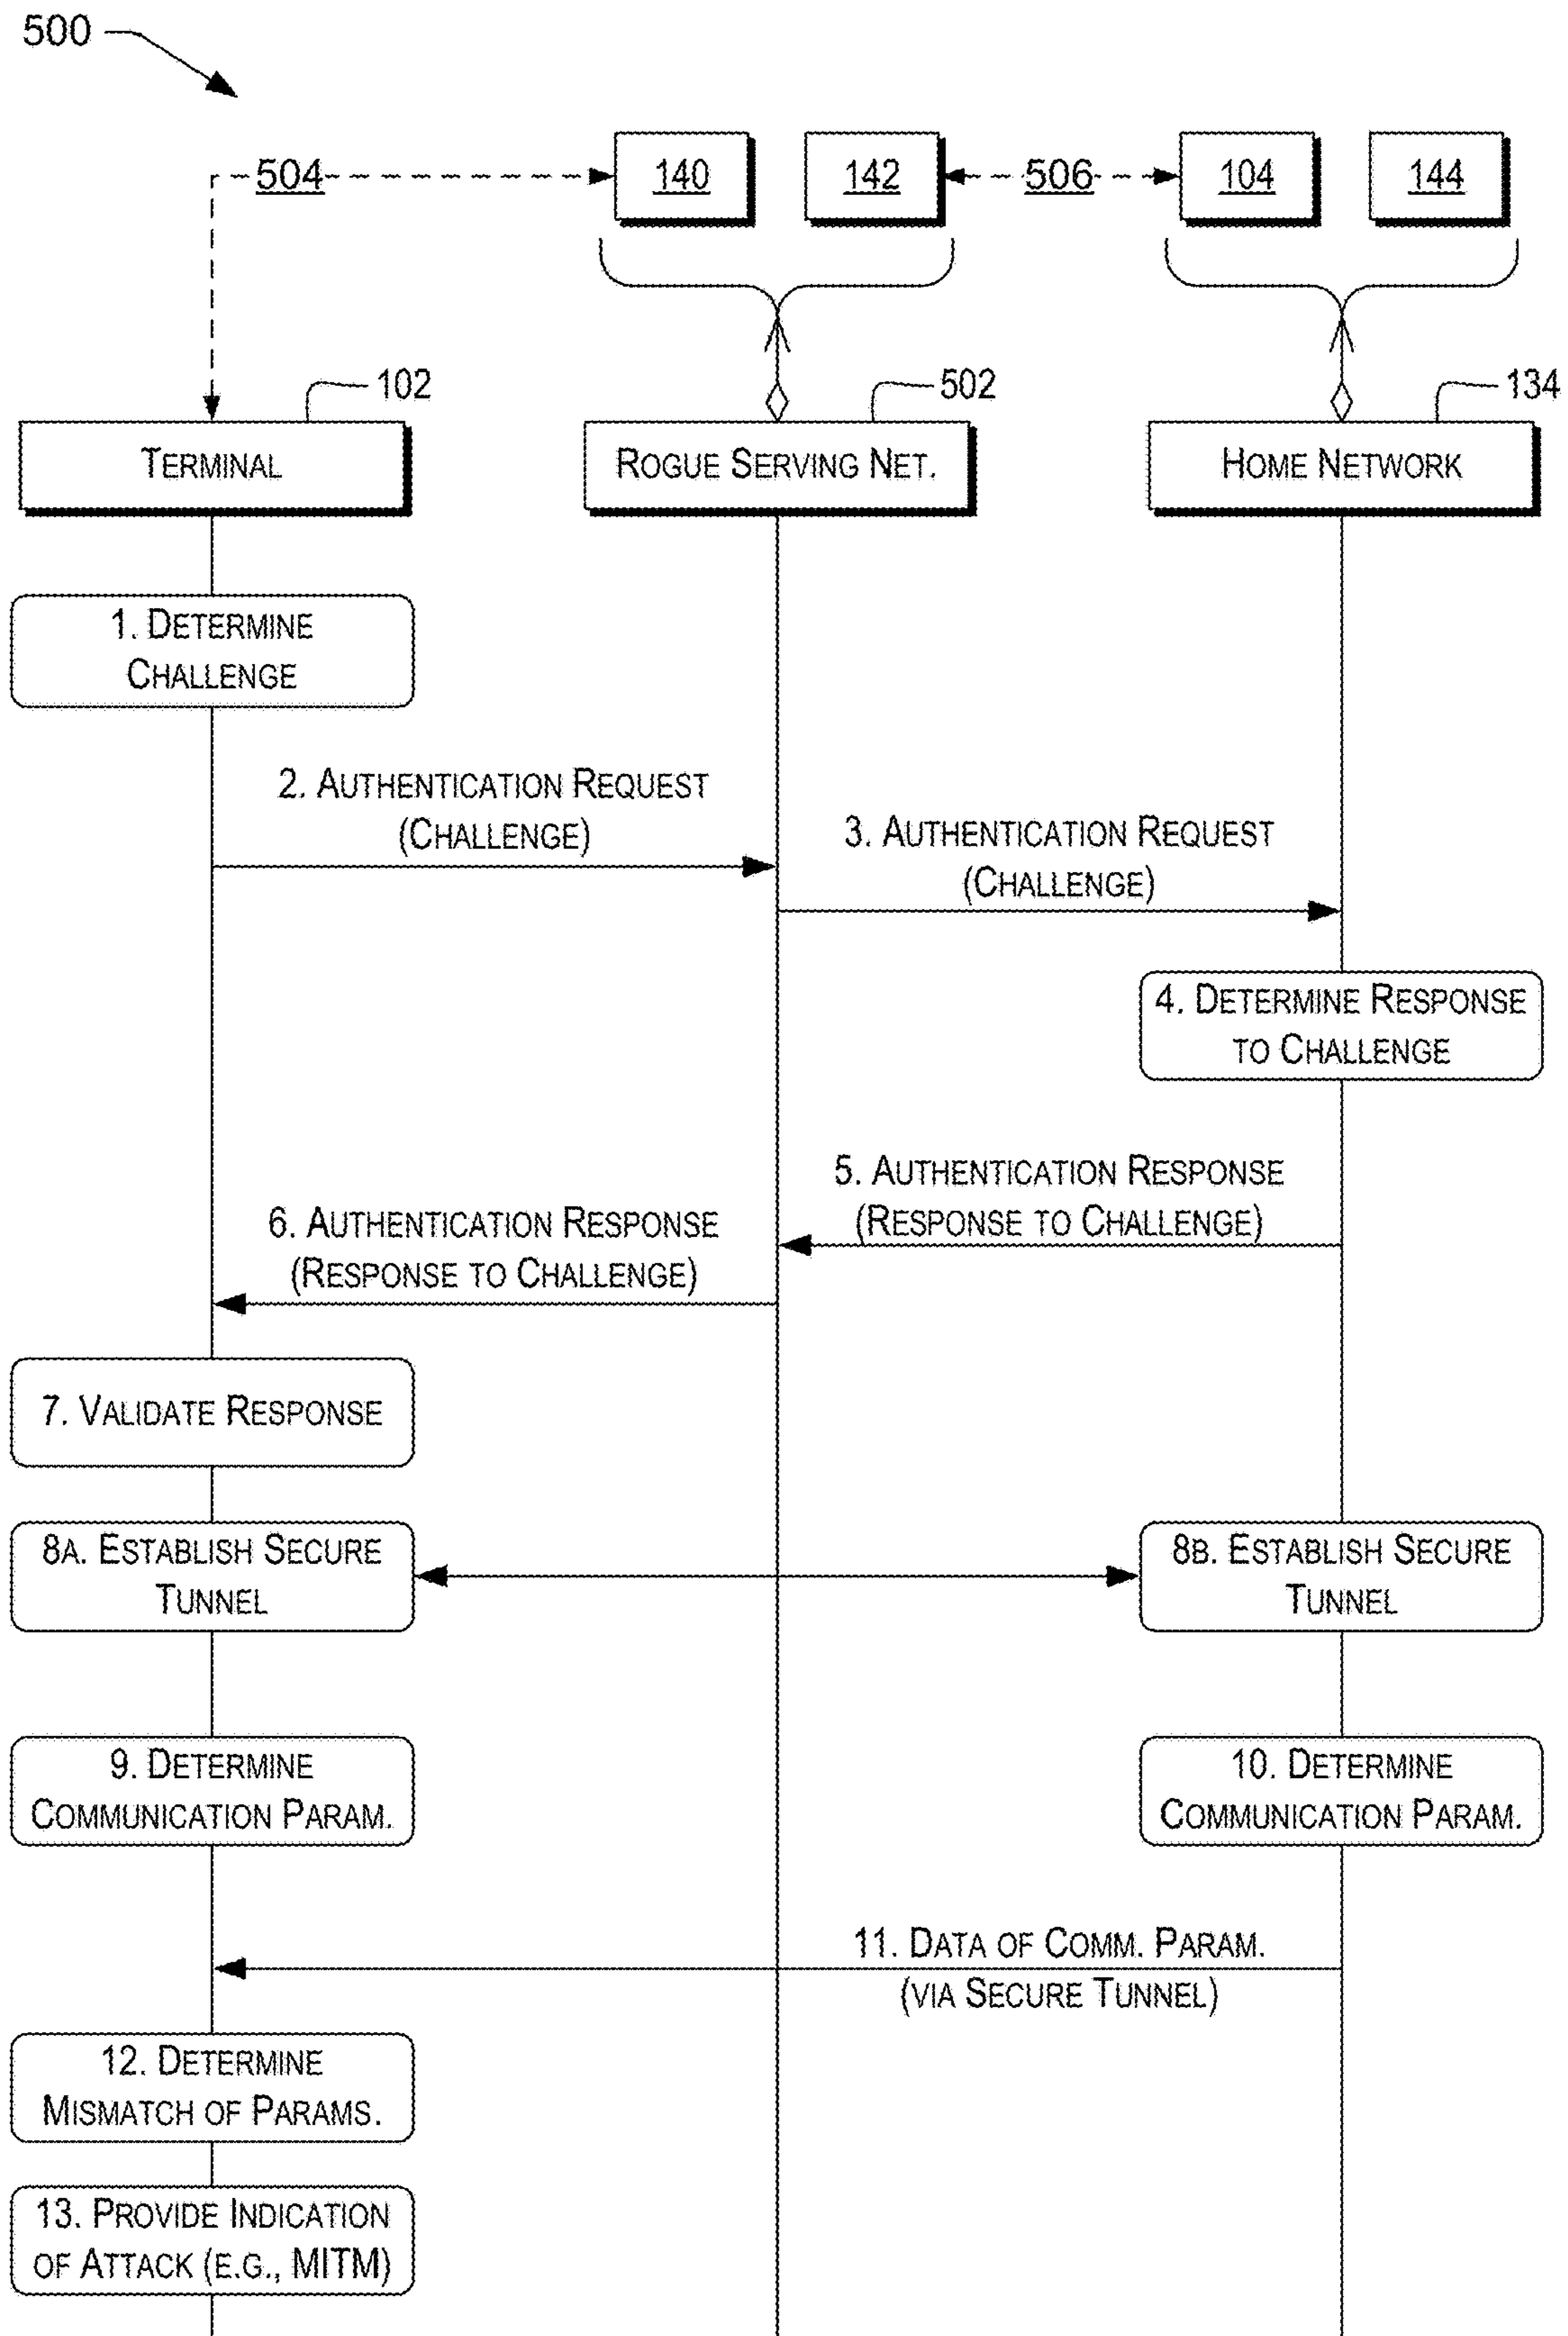 500
504
140
142
506
104
144
102
502
134
TERMINAL
ROGUE SERVING NET.
HOME NETWORK
1. DETERMINE
CHALLENGE
2. AUTHENTICATION REQUEST
(CHALLENGE)
3. AUTHENTICATION REQUEST
(CHALLENGE)
4. DETERMINE RESPONSE
TO CHALLENGE
5. AUTHENTICATION RESPONSE
(RESPONSE TO CHALLENGE)
6. AUTHENTICATION RESPONSE
(RESPONSE TO CHALLENGE)
7. VALIDATE RESPONSE
8A. ESTABLISH SECURE
TUNNEL
8B. ESTABLISH SECURE
TUNNEL
9. DETERMINE
COMMUNICATION PARAM.
10. DETERMINE
COMMUNICATION PARAM.
11. DATA OF COMM. PARAM.
(VIA SECURE TUNNEL)
12. DETERMINE
MISMATCH OF PARAMS.
13. PROVIDE INDICATION
OF ATTACK (E.G., MITM)